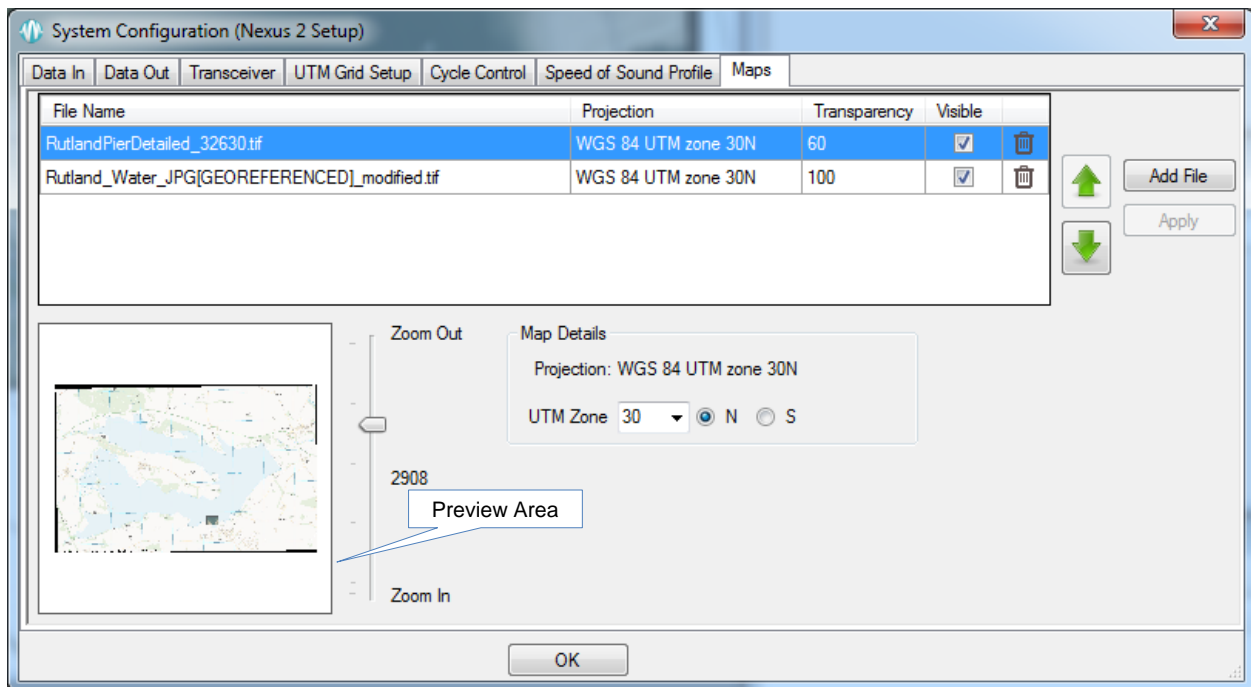 System Configuration (Nexus 2 Setup)
Data In Data Out Transceiver UTM Grid Setup Cycle Control Speed of Sound Profile Maps
File Name Projection Transparency Visible
RutlandPierDetailed_32630.tif WGS 84 UTM zone 30N 60
Rutland_Water_JPG[GEOREFERENCED]_modified.tif WGS 84 UTM zone 30N 100
Add File
Apply
Zoom Out
Map Details
Projection: WGS 84 UTM zone 30N
UTM Zone 30 N S
2908
Preview Area
Zoom In
OK